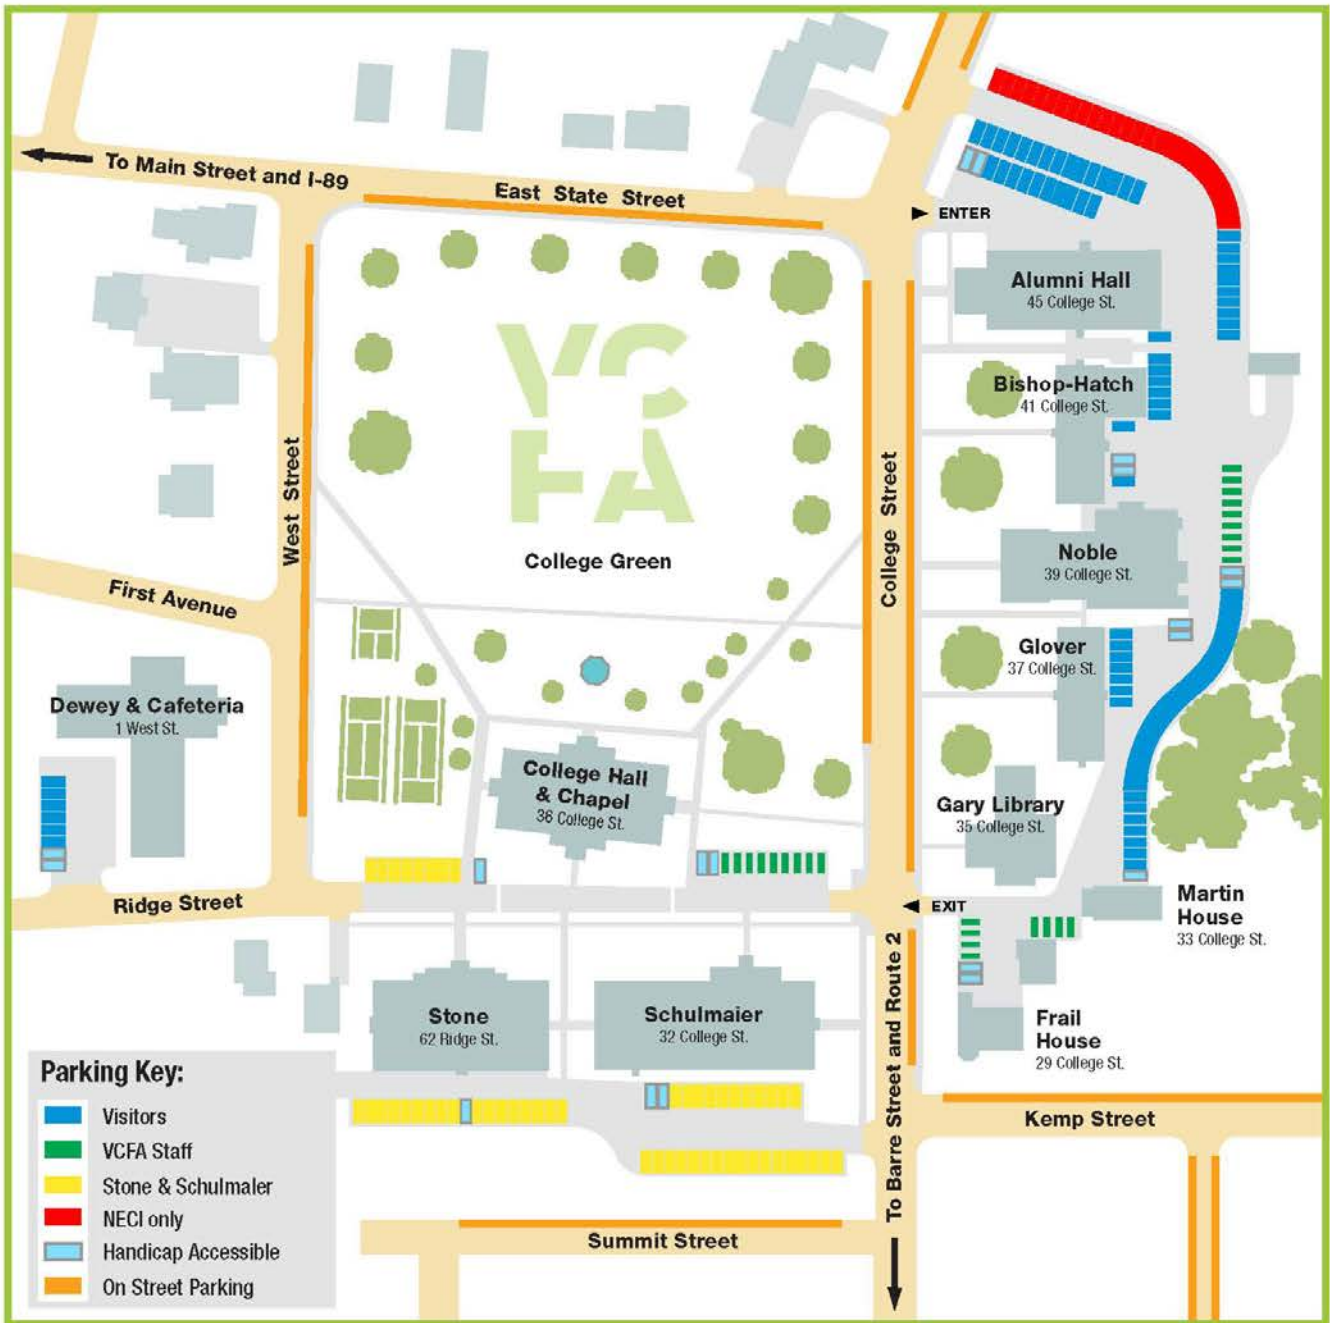 To Main Street and I-89
East State Street
ENTER
Alumni Hall
45 College St.
Bishop-Hatch
41 College St.
VC
FA
College Green
West Street
College Street
First Avenue
Noble
39 College St.
Glover
37 College St.
Dewey & Cafeteria
1 West St.
College Hall
& Chapel
36 College St.
Gary Library
35 College St.
Ridge Street
EXIT
Martin
House
33 College St.
Stone
62 Ridge St.
Schulmaier
32 College St.
To Barre Street and Route 2
Frail
House
29 College St.
Kemp Street
Summit Street
Parking Key:
Visitors
VCFA Staff
Stone & Schulmaler
NECI only
Handicap Accessible
On Street Parking